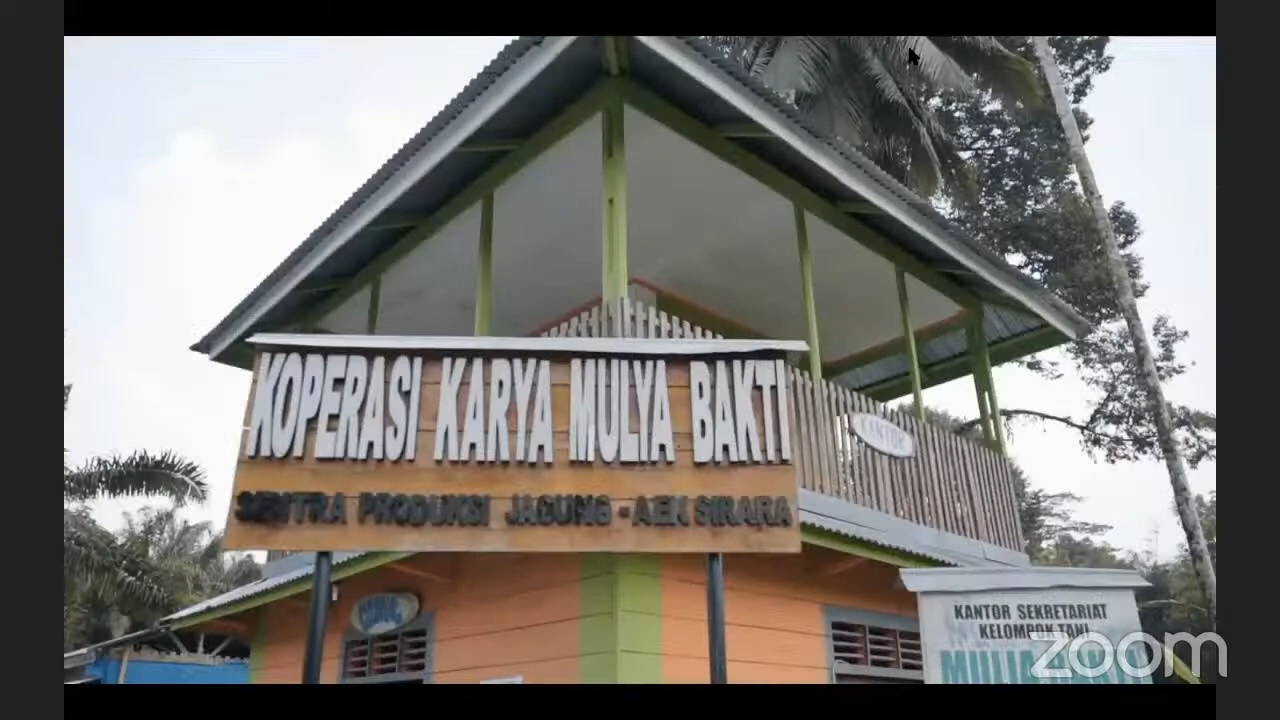 KOPERASI KARYA MULYA BAKTI
SENTRA PRODUKSI JAGUNG - AEK SIRARA
KANTOR
KANTOR SEKRETARIAT
KELOMPOK TANI
zoom